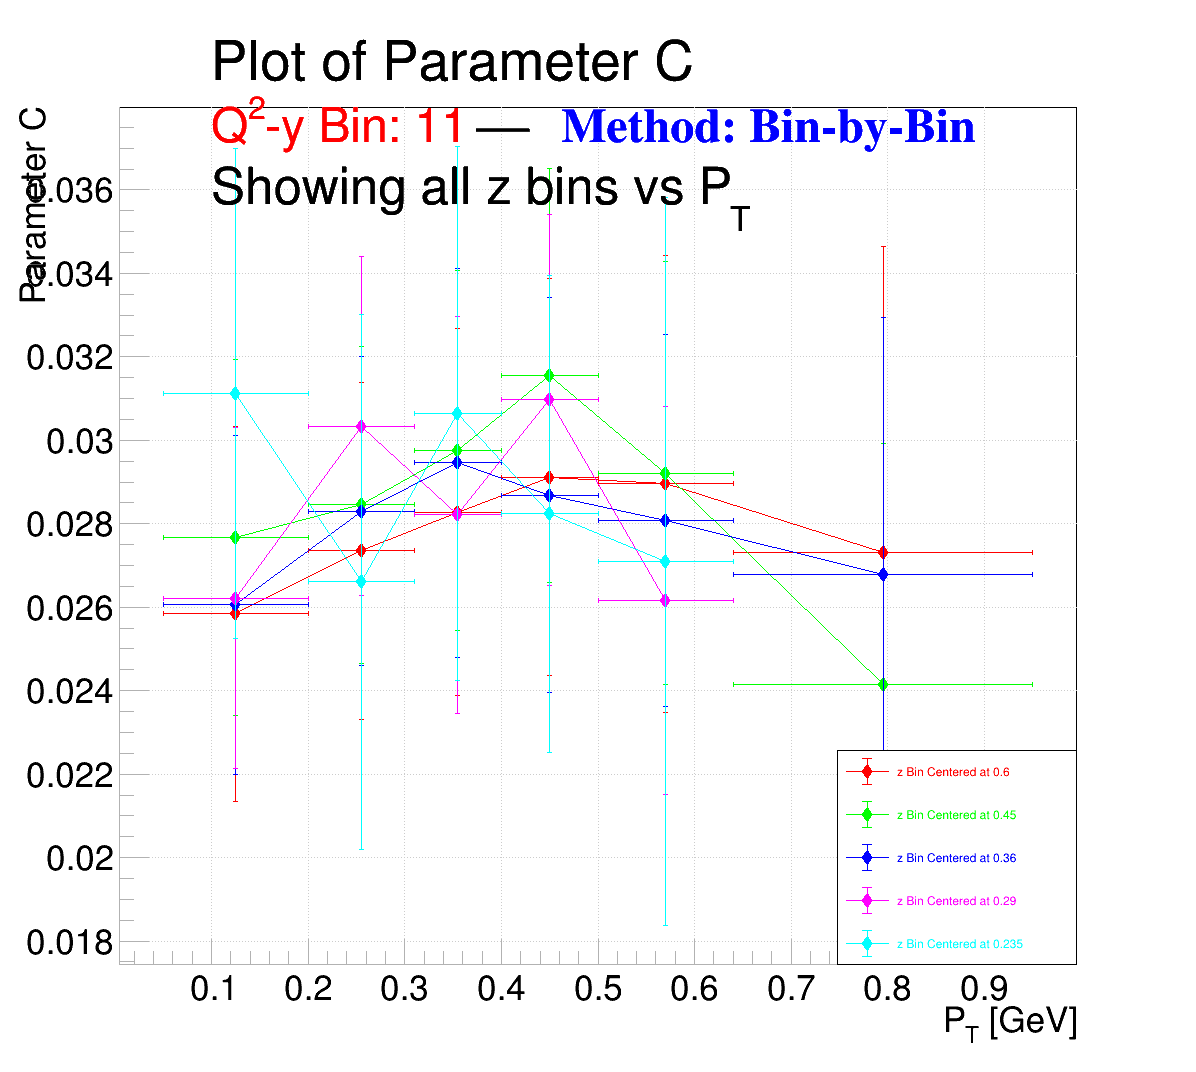 Plot of Parameter C
Q²-y Bin: 11 — Method: Bin-by-Bin
Showing all z bins vs P_T
Parameter C
0.036
0.034
0.032
0.03
0.028
0.026
0.024
0.022
0.02
0.018
z Bin Centered at 0.6
z Bin Centered at 0.45
z Bin Centered at 0.36
z Bin Centered at 0.29
z Bin Centered at 0.235
0.1 0.2 0.3 0.4 0.5 0.6 0.7 0.8 0.9
P_T [GeV]